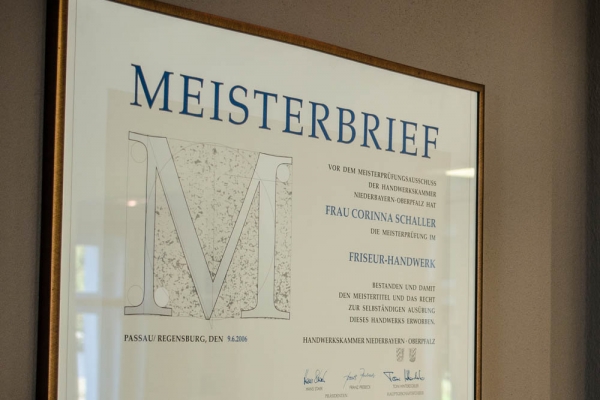 MEISTERBRIEF
M
VOR DEM MEISTERPRÜFUNGSAUSSCHUSS
DER HANDWERKSKAMMER
NIEDERBAYERN-OBERPFALZ HAT
FRAU CORINNA SCHALLER
DIE MEISTERPRÜFUNG IM
FRISEUR-HANDWERK
BESTANDEN UND DAMIT
DEN MEISTERTITEL UND DAS RECHT
ZUR SELBSTÄNDIGEN AUSÜBUNG
DIESES HANDWERKS ERWORBEN.
PASSAU/ REGENSBURG, DEN 9.6.2006
HANDWERKSKAMMER NIEDERBAYERN-OBERPFALZ